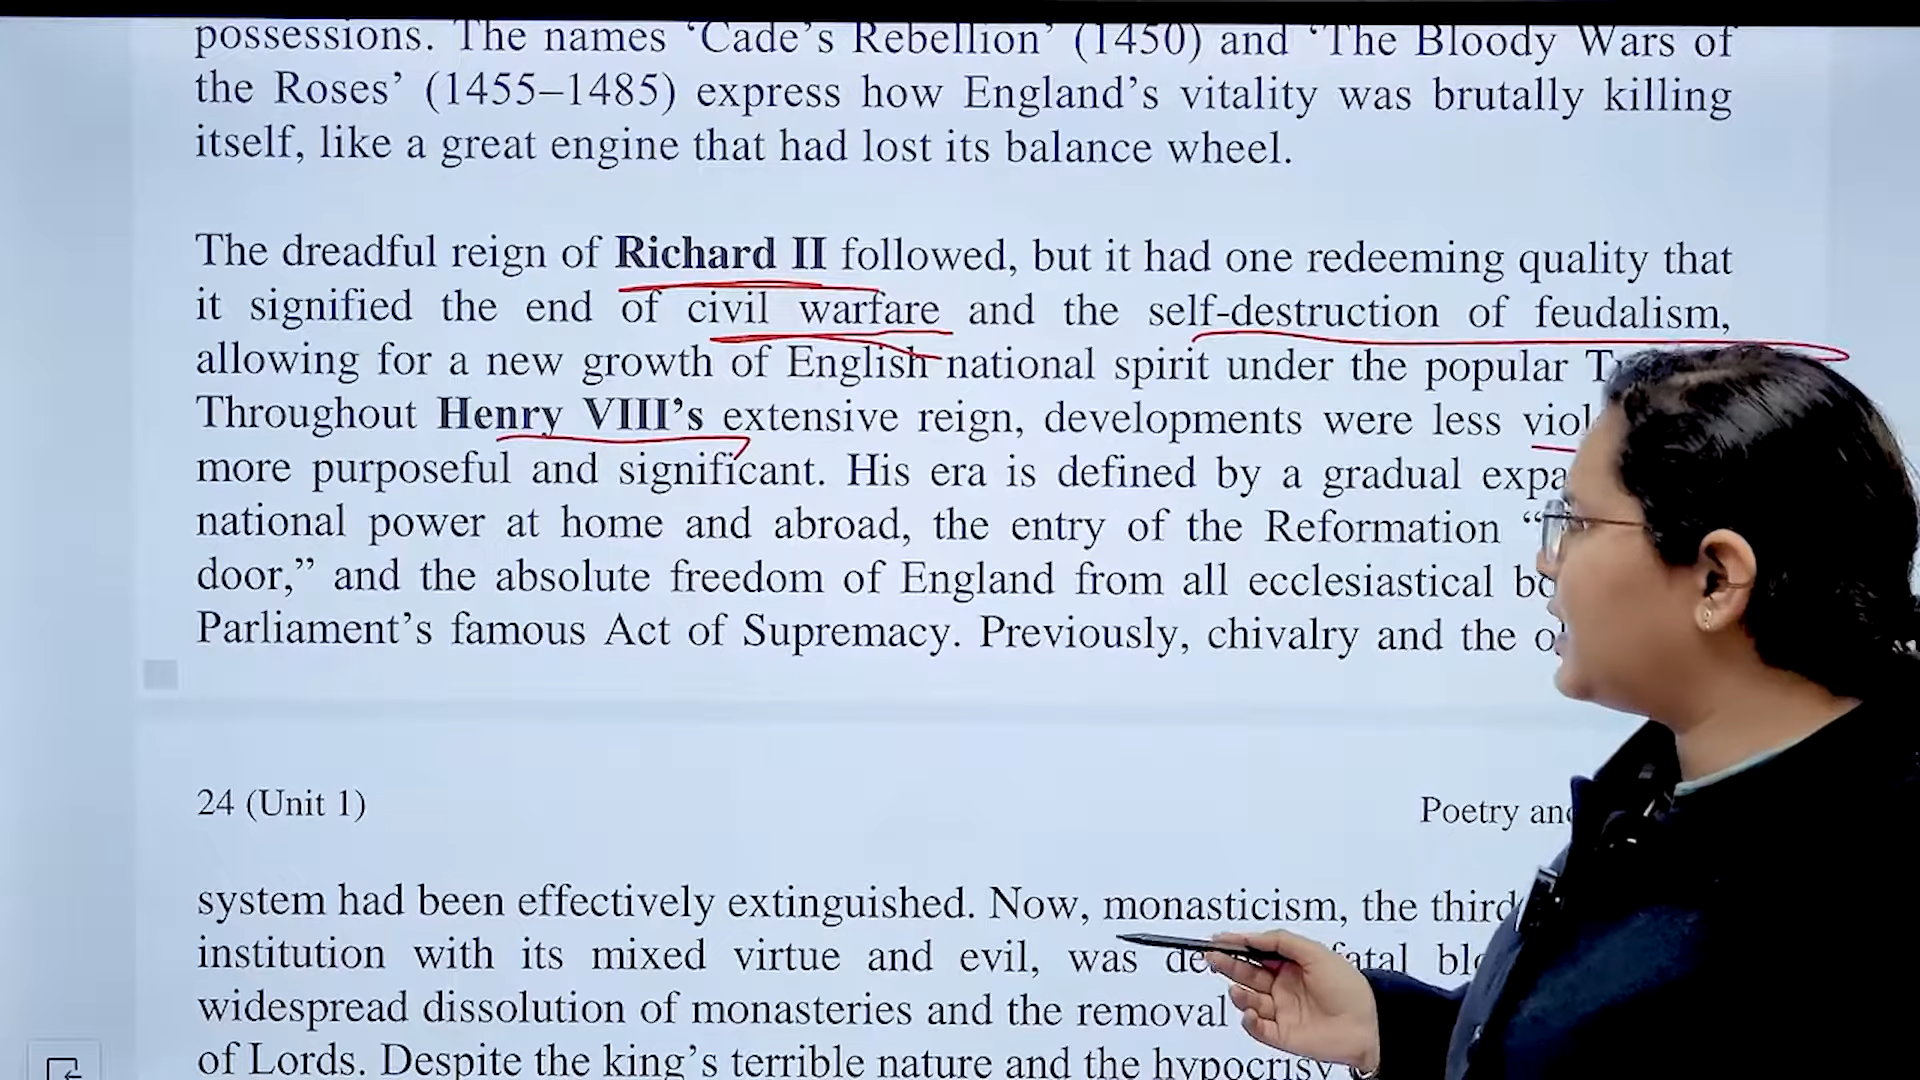 possessions. The names ‘Cade’s Rebellion’ (1450) and ‘The Bloody Wars of
the Roses’ (1455–1485) express how England’s vitality was brutally killing
itself, like a great engine that had lost its balance wheel.
The dreadful reign of Richard II followed, but it had one redeeming quality that
it signified the end of civil warfare and the self-destruction of feudalism,
allowing for a new growth of English national spirit under the popular
Throughout Henry VIII’s extensive reign, developments were less
more purposeful and significant. His era is defined by a gradual
national power at home and abroad, the entry of the Reformation “
door,” and the absolute freedom of England from all ecclesiastical
Parliament’s famous Act of Supremacy. Previously, chivalry and the
24 (Unit 1)
Poetry and
system had been effectively extinguished. Now, monasticism, the third
institution with its mixed virtue and evil, was
widespread dissolution of monasteries and the removal
of Lords. Despite the king’s terrible nature and the hypocrisy